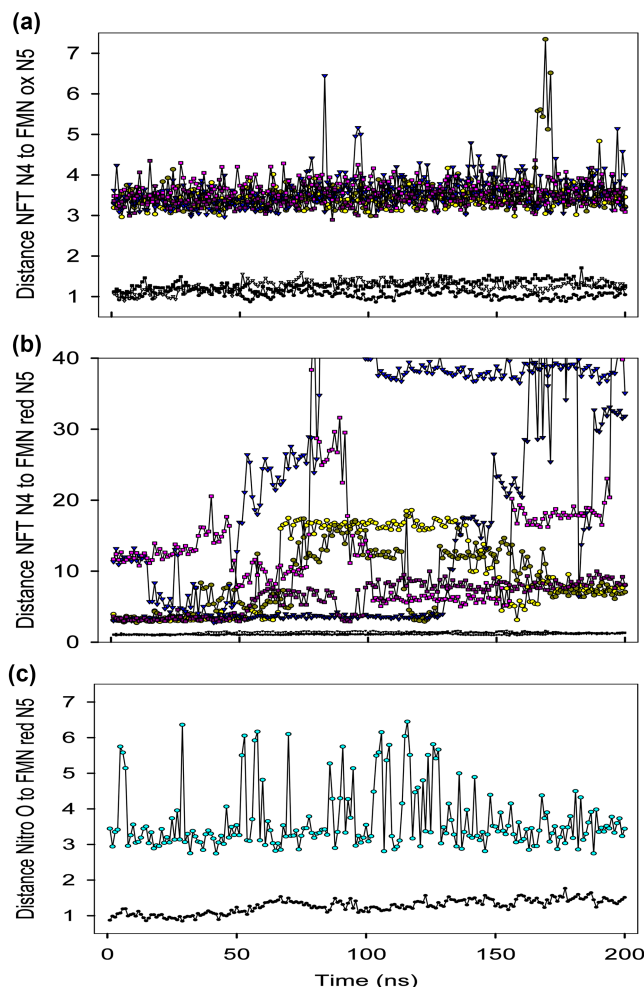 (a)
Distance NFT N4 to FMN ox N5
7
6
5
4
3
2
1
(b)
Distance NFT N4 to FMN red N5
40
30
20
10
0
(c)
Distance Nitro O to FMN red N5
7
6
5
4
3
2
1
0 50 100 150 200
Time (ns)